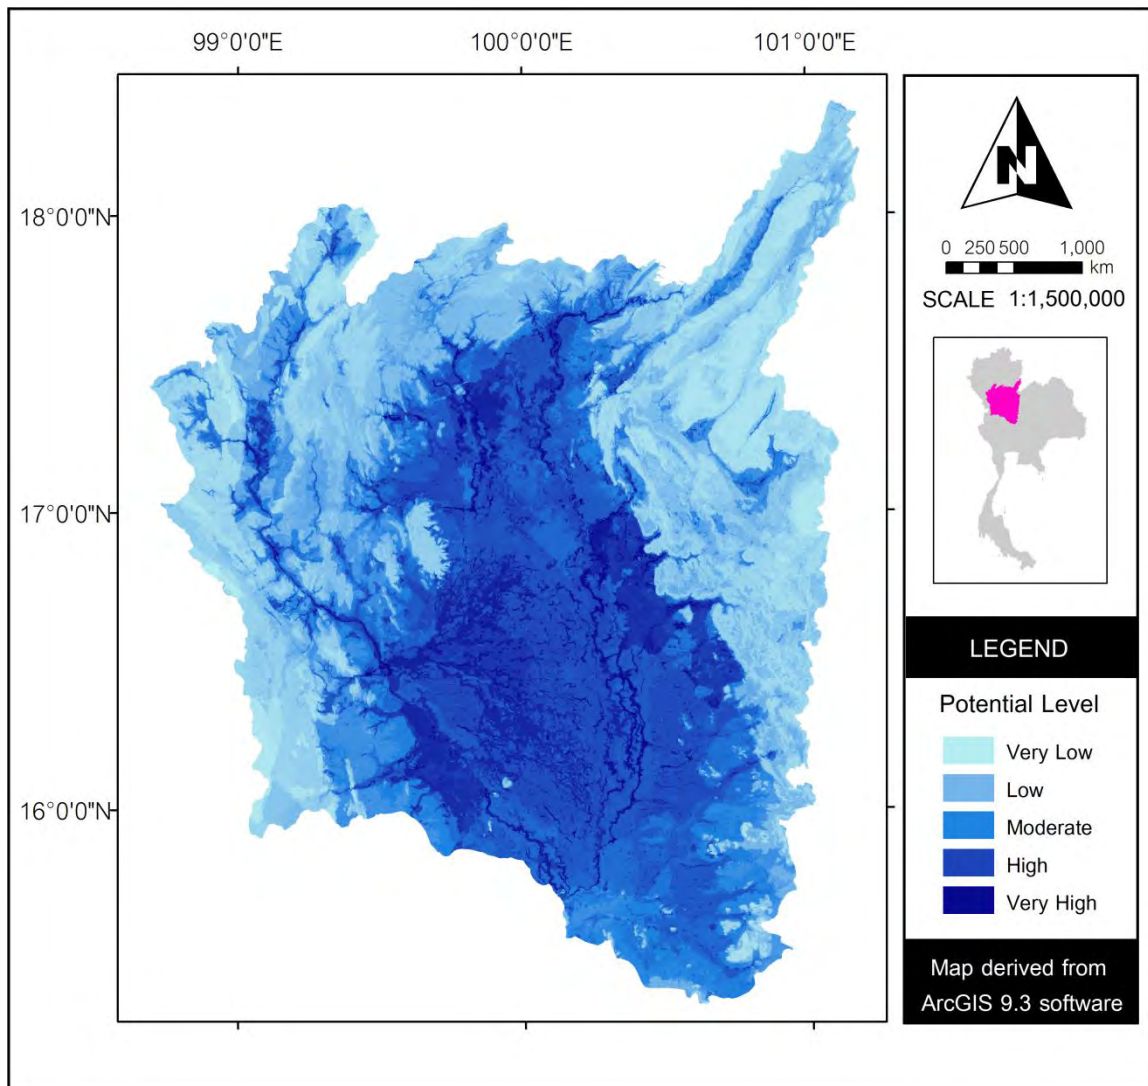 99°0'0"E 100°0'0"E 101°0'0"E
18°0'0"N
17°0'0"N
16°0'0"N
N
0 250 500 1,000
km
SCALE 1:1,500,000
LEGEND
Potential Level
Very Low
Low
Moderate
High
Very High
Map derived from
ArcGIS 9.3 software